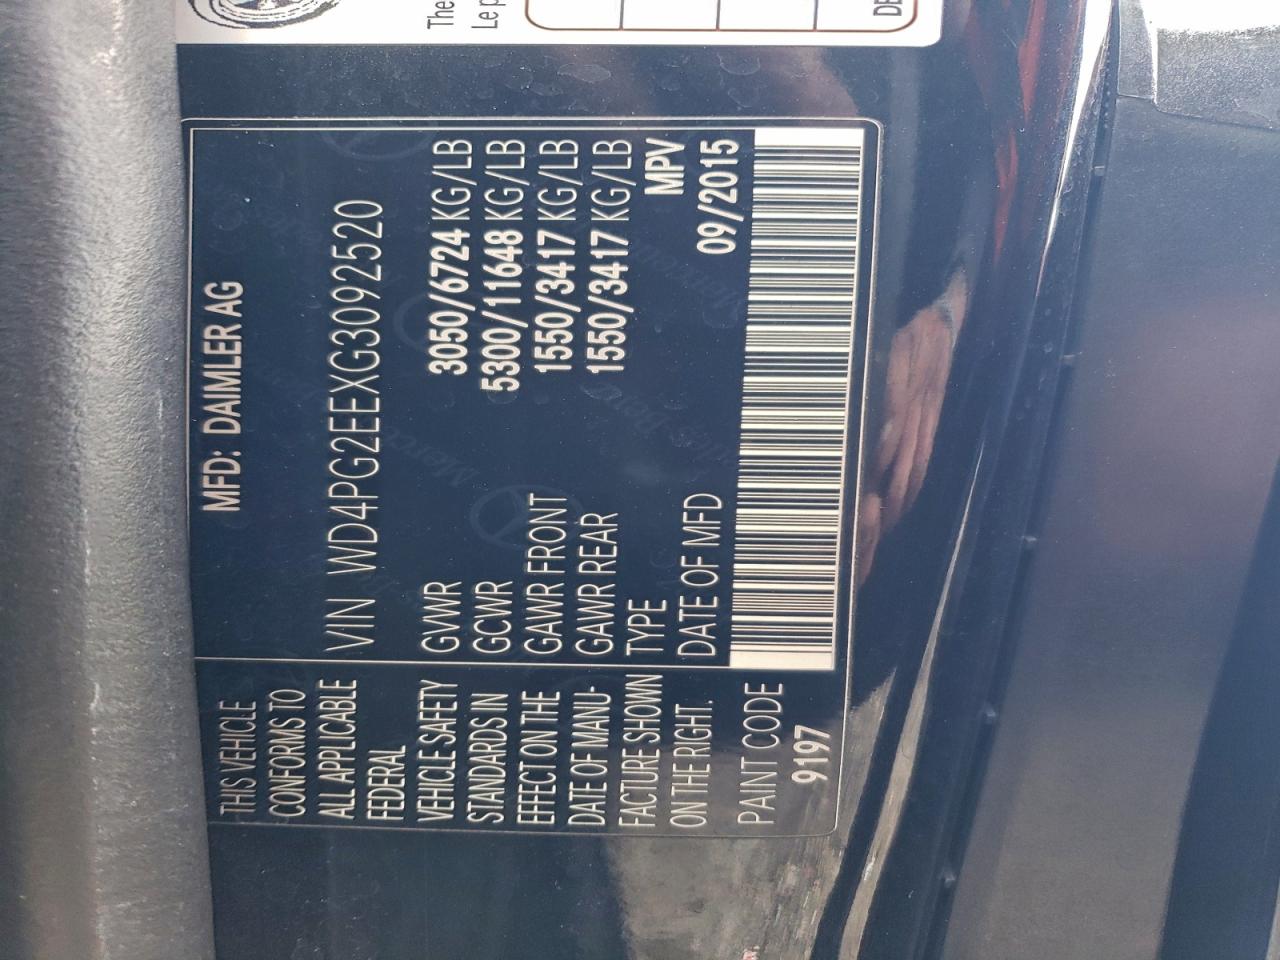 The
Le p
DE
MFD: DAIMLER AG
VIN WD4PG2EEXG3092520
GVWR 3050/6724 KG/LB
GCWR 5300/11648 KG/LB
GAWR FRONT 1550/3417 KG/LB
GAWR REAR 1550/3417 KG/LB
TYPE MPV
DATE OF MFD 09/2015
THIS VEHICLE
CONFORMS TO
ALL APPLICABLE
FEDERAL
VEHICLE SAFETY
STANDARDS IN
EFFECT ON THE
DATE OF MANU-
FACTURE SHOWN
ON THE RIGHT.
PAINT CODE
9197